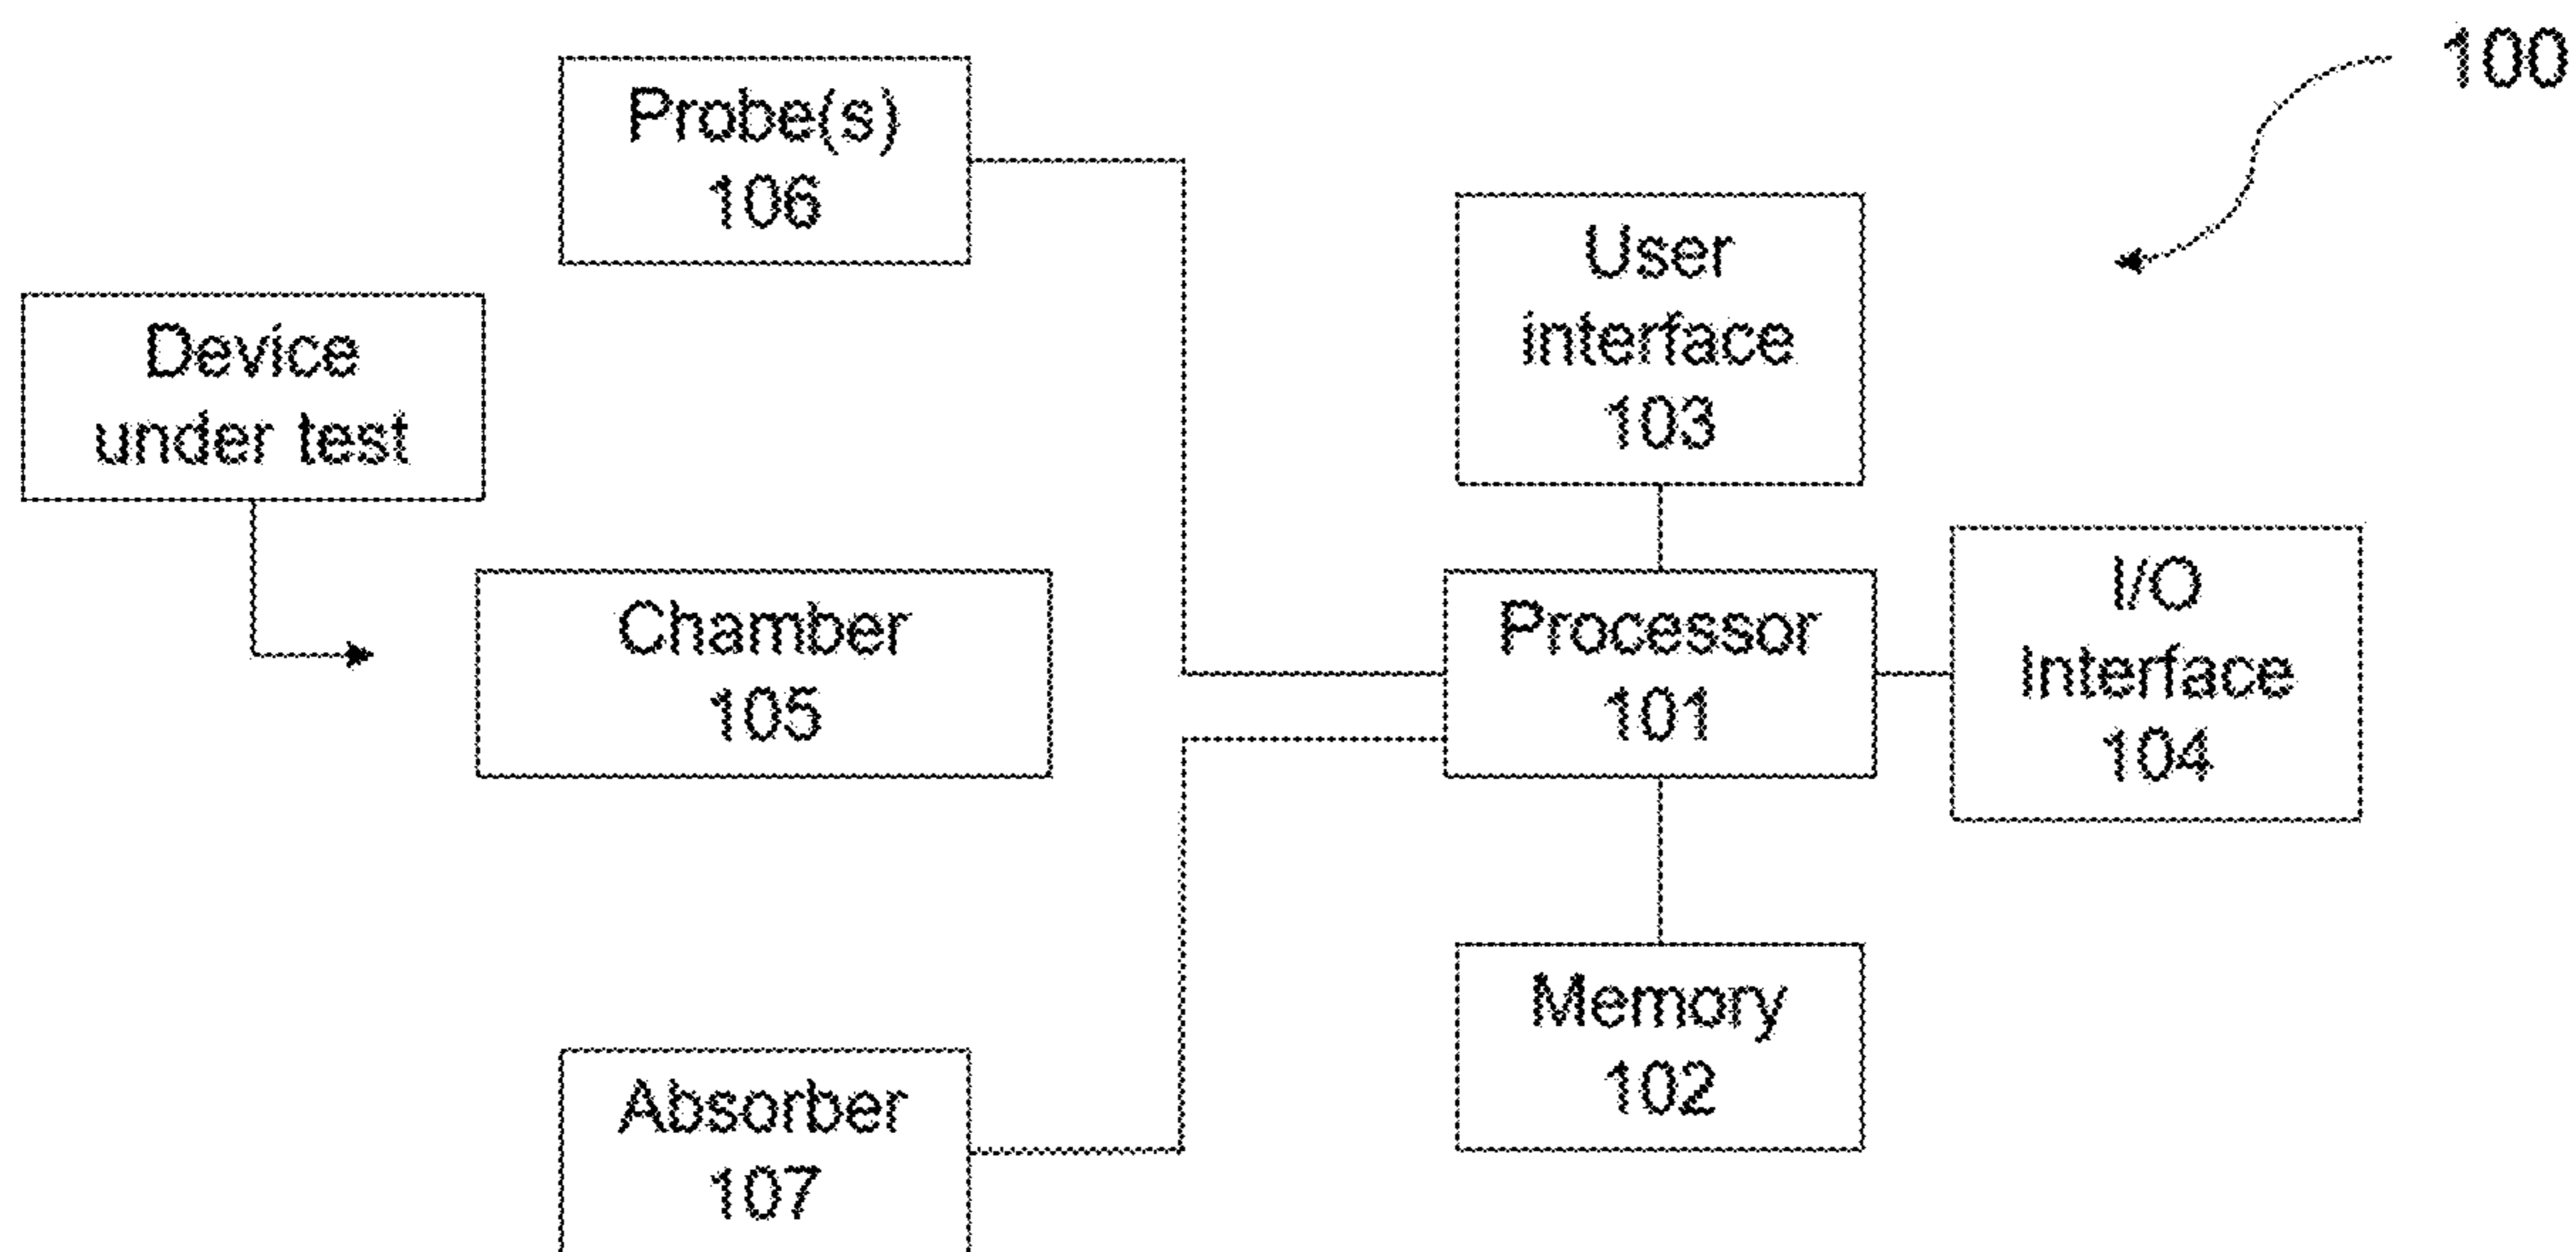 100
Probe(s)
106
User
interface
103
Device
under test
Chamber
105
Processor
101
I/O
Interface
104
Memory
102
Absorber
107